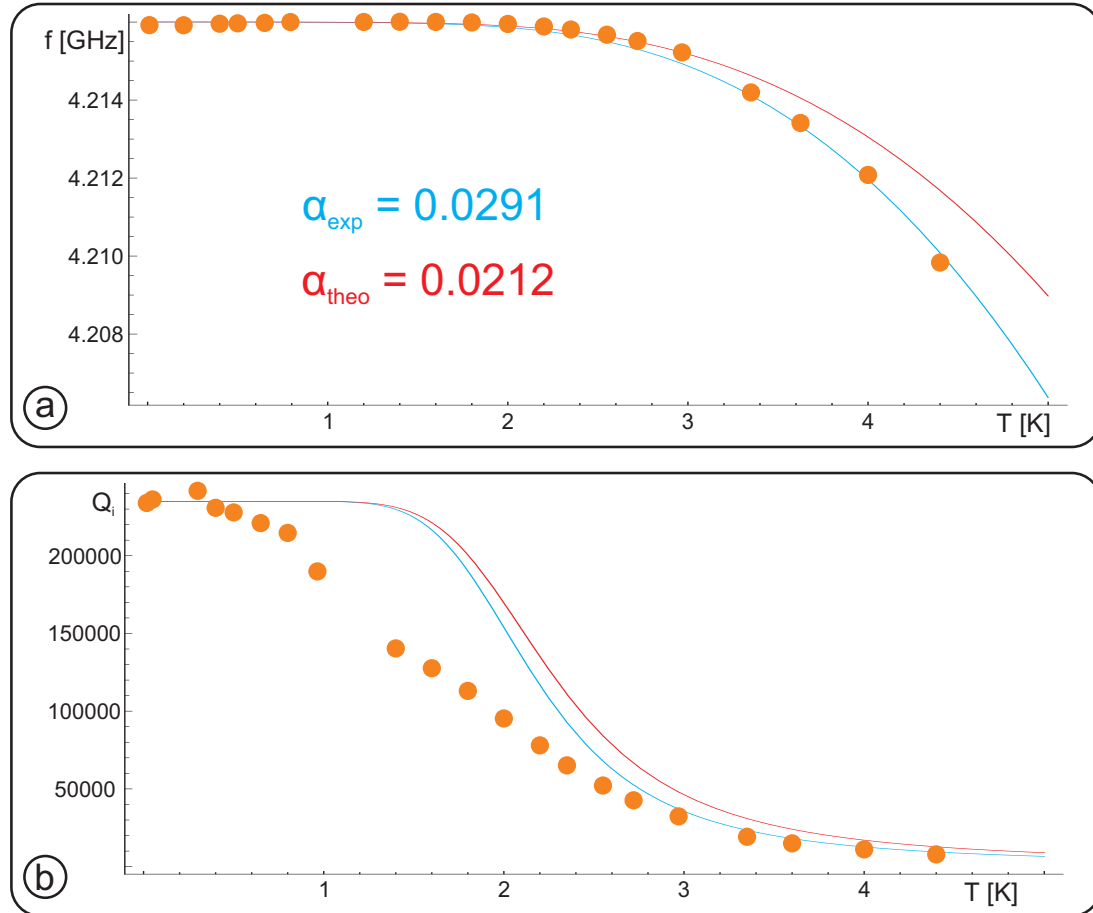 f [GHz]
4.214
4.212
4.210
4.208
α_exp = 0.0291
α_theo = 0.0212
1 2 3 4 T [K]
a
Q_i
200000
150000
100000
50000
1 2 3 4 T [K]
b